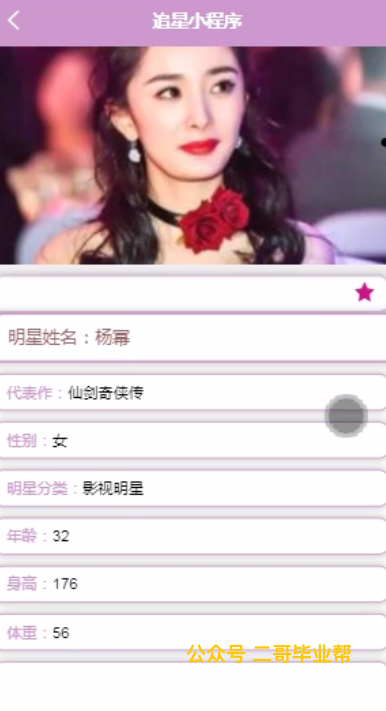 追星小程序
明星姓名：杨幂
代表作：仙剑奇侠传
性别：女
明星分类：影视明星
年龄：32
身高：176
体重：56
公众号 二哥毕业帮